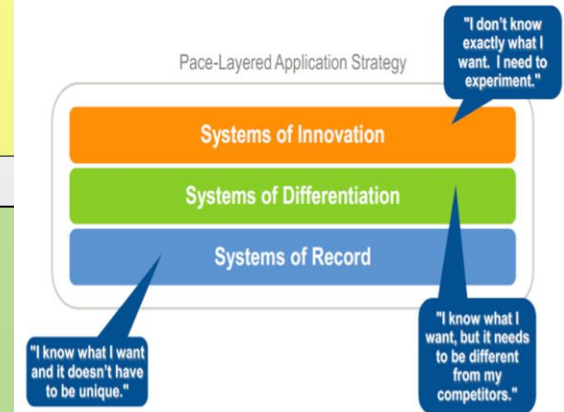 "I don't know
exactly what I
want. I need to
experiment."
Pace-Layered Application Strategy
Systems of Innovation
Systems of Differentiation
Systems of Record
"I know what I want
and it doesn't have
to be unique."
"I know what I
want, but it needs
to be different
from my
competitors."